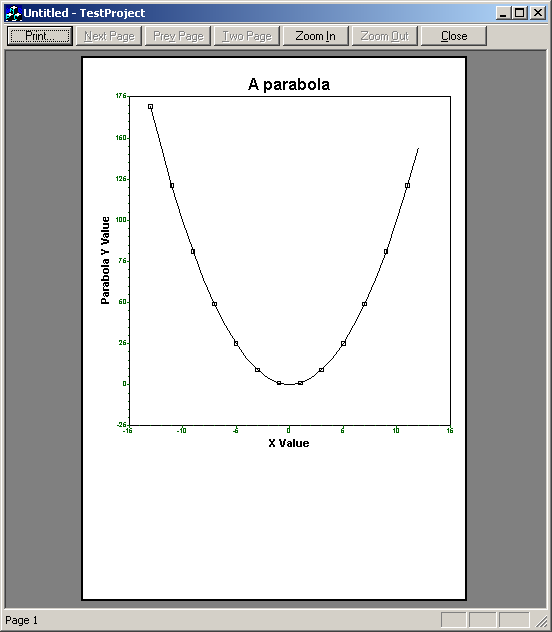 Untitled - TestProject
Print... Next Page Prev Page Two Page Zoom In Zoom Out Close
A parabola
175
150
125
100
75
50
25
0
-25
Parabola Y Value
-15 -10 -5 0 5 10 15
X Value
Page 1